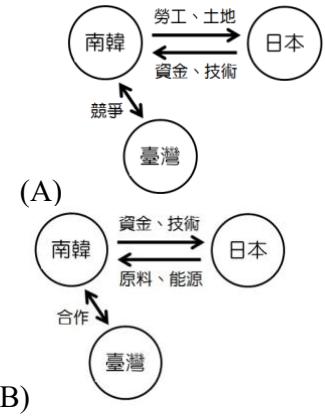 勞工、土地
南韓
日本
資金、技術
競爭
臺灣
(A)
資金、技術
南韓
日本
原料、能源
合作
臺灣
B)